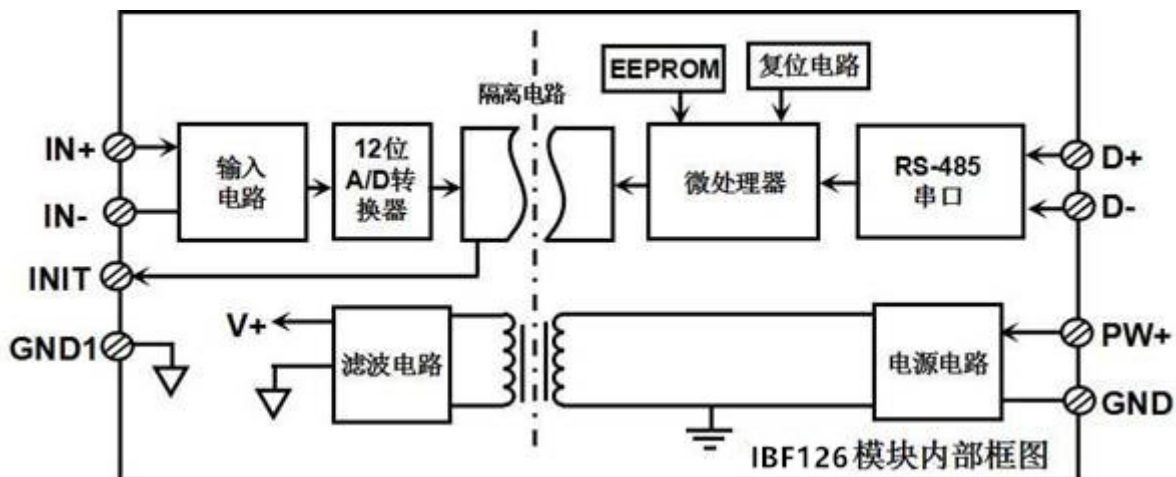 EEPROM
复位电路
隔离电路
IN+
输入
电路
12位
A/D转
换器
微处理器
RS-485
串口
D+
IN-
D-
INIT
V+
PW+
GND1
滤波电路
电源电路
GND
IBF126模块内部框图